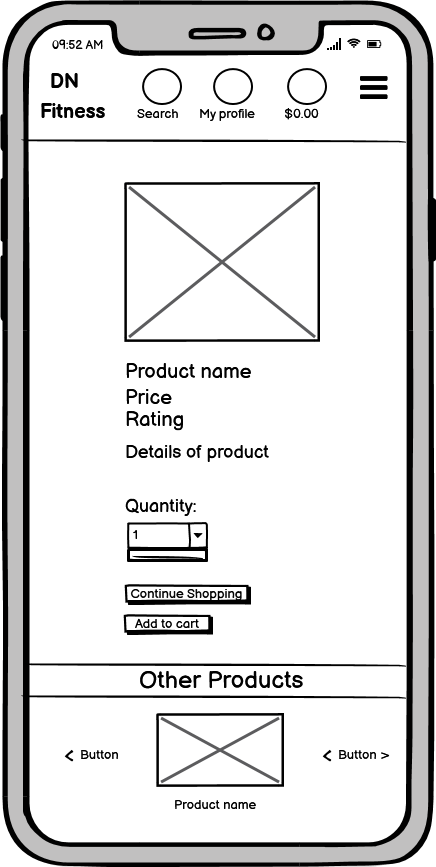 09:52 AM
DN
Fitness
Search
My profile
$0.00
Product name
Price
Rating
Details of product
Quantity:
1
Continue Shopping
Add to cart
Other Products
< Button
< Button >
Product name